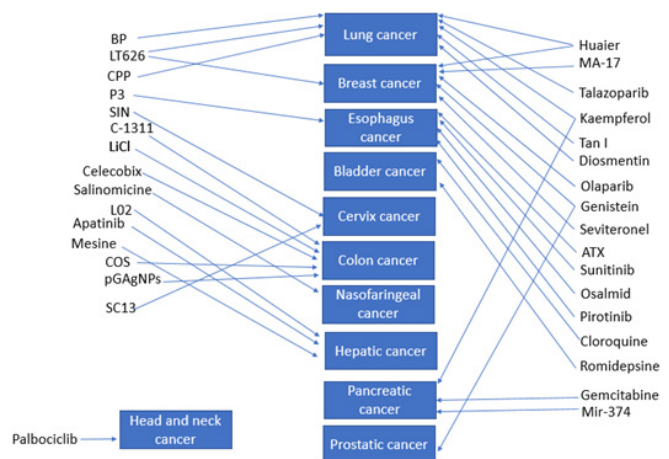 BP
LT626
CPP
P3
SIN
C-1311
LiCl
Celecobix
Salinomicine
L02
Apatinib
Mesine
COS
pGAgNPs
SC13
Palbociclib
Head and neck
cancer
Lung cancer
Breast cancer
Esophagus
cancer
Bladder cancer
Cervix cancer
Colon cancer
Nasofaringeal
cancer
Hepatic cancer
Pancreatic
cancer
Prostatic cancer
Huaier
MA-17
Talazoparib
Kaempferol
Tan I
Diosmentin
Olaparib
Genistein
Seviteronel
ATX
Sunitinib
Osalmid
Pirotinib
Cloroquine
Romidepsine
Gemcitabine
Mir-374